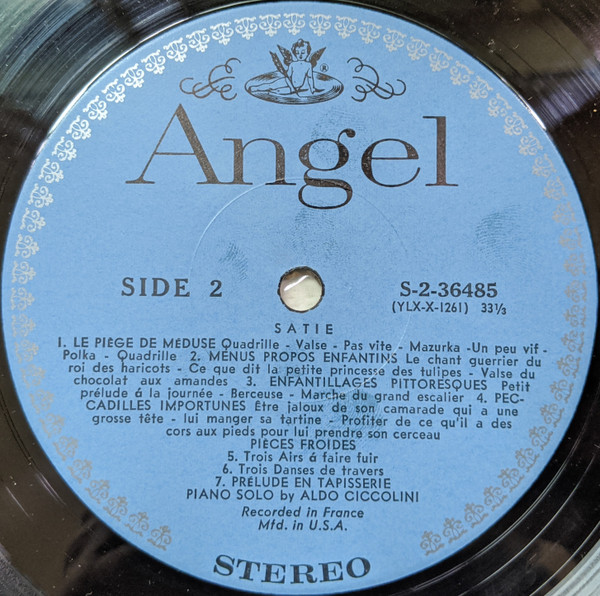 ®
Angel
SIDE 2
S-2-36485
(YLX-X-1261) 33⅓
SATIE
1. LE PIÈGE DE MÉDUSE Quadrille - Valse - Pas vite - Mazurka -Un peu vif -
Polka - Quadrille 2. MENUS PROPOS ENFANTINS Le chant guerrier du
roi des haricots - Ce que dit la petite princesse des tulipes - Valse du
chocolat aux amandes 3. ENFANTILLAGES PITTORESQUES Petit
prélude á la journée - Berceuse - Marche du grand escalier 4. PEC-
CADILLES IMPORTUNES Être jaloux de son camarade qui a une
grosse tête - lui manger sa tartine - Profiter de ce qu'il a des
cors aux pieds pour lui prendre son cerceau
PIÈCES FROIDES
5. Trois Airs á faire fuir
6. Trois Danses de travers
7. PRÉLUDE EN TAPISSERIE
PIANO SOLO by ALDO CICCOLINI
Recorded in France
Mfd. in U.S.A.
STEREO